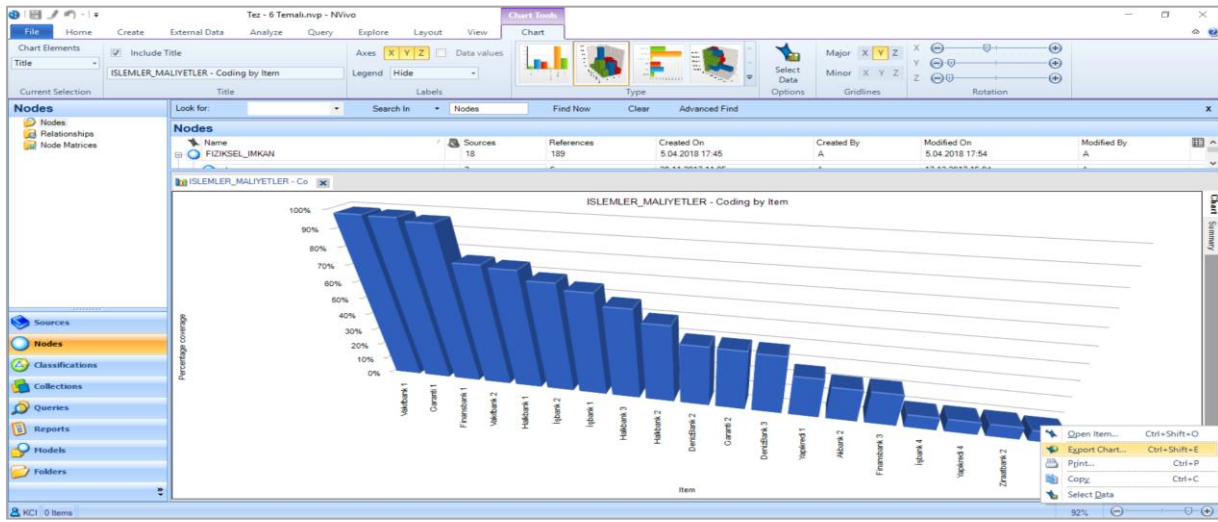 Tez - 6 Temalı.nvp - NVivo
Chart Tools
File Home Create External Data Analyze Query Explore Layout View Chart
Chart Elements
Title
Current Selection
Include Title
ISLEMLER_MALIYETLER - Coding by Item
Title
Axes X Y Z Data values
Legend Hide
Labels
Type
Select Data
Options
Major X Y Z
Minor X Y Z
Gridlines
X
Y
Z
Rotation
Nodes
Nodes
Relationships
Node Matrices
Look for: Search In Nodes Find Now Clear Advanced Find x
Nodes
Name Sources References Created On Created By Modified On Modified By
FIZIKSEL_IMKAN 18 189 5.04.2018 17:45 A 5.04.2018 17:54 A
ISLEMLER_MALIYETLER - Co
ISLEMLER_MALIYETLER - Coding by Item
Percentage coverage
100%
90%
80%
70%
60%
50%
40%
30%
20%
10%
0%
Vakıfbank 1
Garanti 1
Finansbank 1
Vakıfbank 2
Halkbank 1
İşbank 2
İşbank 1
Halkbank 3
Halkbank 2
DenizBank 2
Garanti 2
DenizBank 3
Yapıkredi 1
Akbank 2
Finansbank 3
İşbank 4
Yapıkredi 4
Ziraatbank 2
Item
Chart
Summary
Sources
Nodes
Classifications
Collections
Queries
Reports
Models
Folders
Open Item... Ctrl+Shift+O
Export Chart... Ctrl+Shift+E
Print... Ctrl+P
Copy Ctrl+C
Select Data
KCI 0 Items
92%